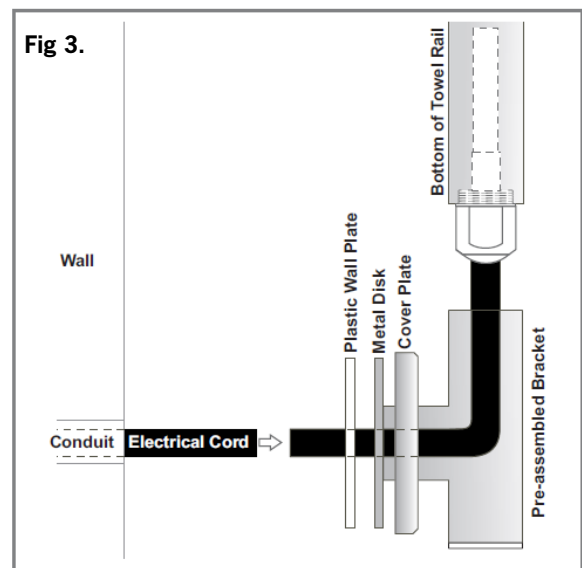 Fig 3.
Bottom of Towel Rail
Wall
Plastic Wall Plate
Metal Disk
Cover Plate
Conduit
Electrical Cord
Pre-assembled Bracket